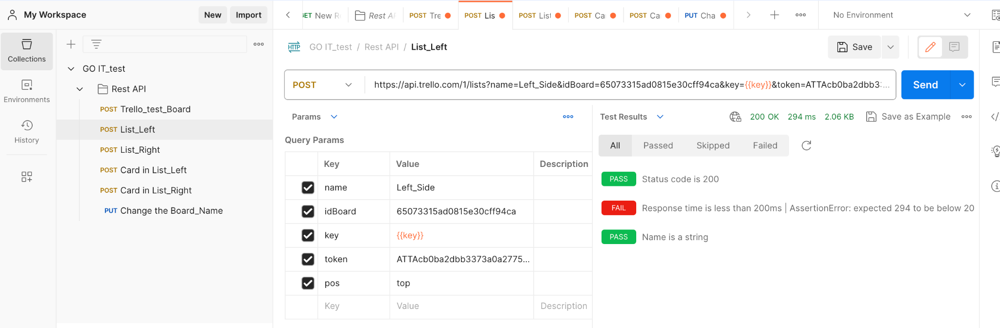 My Workspace
New
Import
GET New R
Rest AP
POST Tre
POST Lis
POST List
POST Ca
POST Ca
PUT Cha
No Environment
Collections
Environments
History
GO IT_test
Rest API
POST Trello_test_Board
POST List_Left
POST List_Right
POST Card in List_Left
POST Card in List_Right
PUT Change the Board_Name
HTTP GO IT_test / Rest API / List_Left
Save
POST
https://api.trello.com/1/lists?name=Left_Side&idBoard=65073315ad0815e30cff94ca&key={{key}}&token=ATTAcb0ba2dbb3...
Send
Params
Query Params
Key Value Description
name Left_Side
idBoard 65073315ad0815e30cff94ca
key {{key}}
token ATTAcb0ba2dbb3373a0a2775...
pos top
Key Value Description
Test Results
200 OK 294 ms 2.06 KB
Save as Example
All Passed Skipped Failed
PASS Status code is 200
FAIL Response time is less than 200ms | AssertionError: expected 294 to be below 20
PASS Name is a string